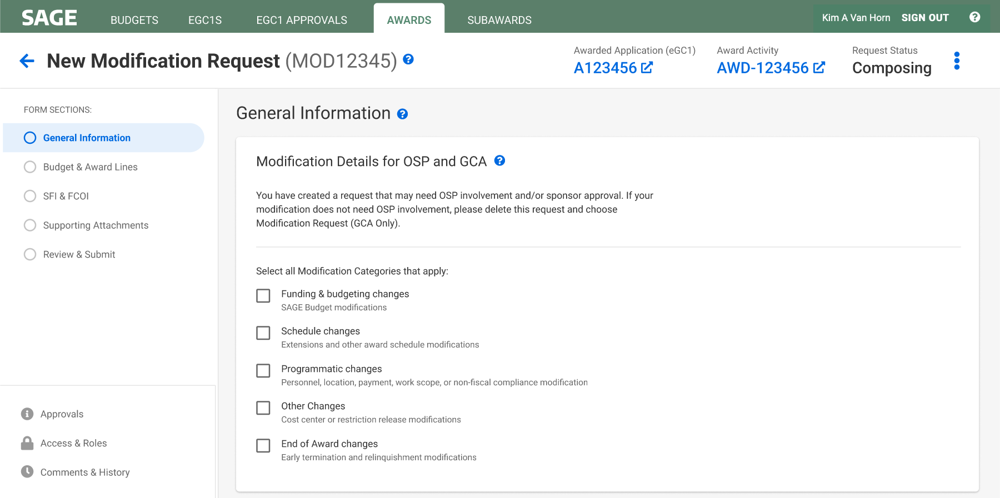 SAGE
BUDGETS
EGC1S
EGC1 APPROVALS
AWARDS
SUBAWARDS
Kim A Van Horn
SIGN OUT
New Modification Request (MOD12345)
Awarded Application (eGC1)
A123456
Award Activity
AWD-123456
Request Status
Composing
FORM SECTIONS:
General Information
Budget & Award Lines
SFI & FCOI
Supporting Attachments
Review & Submit
Approvals
Access & Roles
Comments & History
General Information
Modification Details for OSP and GCA
You have created a request that may need OSP involvement and/or sponsor approval. If your
modification does not need OSP involvement, please delete this request and choose
Modification Request (GCA Only).
Select all Modification Categories that apply:
Funding & budgeting changes
SAGE Budget modifications
Schedule changes
Extensions and other award schedule modifications
Programmatic changes
Personnel, location, payment, work scope, or non-fiscal compliance modification
Other Changes
Cost center or restriction release modifications
End of Award changes
Early termination and relinquishment modifications